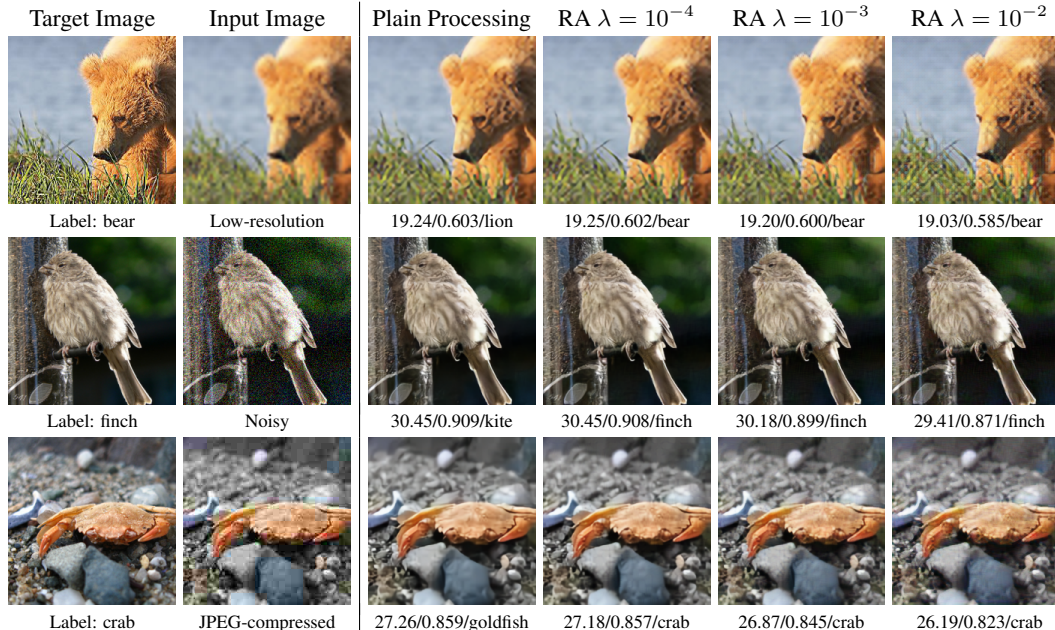 Target Image Input Image Plain Processing RA λ = 10⁻⁴ RA λ = 10⁻³ RA λ = 10⁻²
Label: bear Low-resolution 19.24/0.603/lion 19.25/0.602/bear 19.20/0.600/bear 19.03/0.585/bear
Label: finch Noisy 30.45/0.909/kite 30.45/0.908/finch 30.18/0.899/finch 29.41/0.871/finch
Label: crab JPEG-compressed 27.26/0.859/goldfish 27.18/0.857/crab 26.87/0.845/crab 26.19/0.823/crab